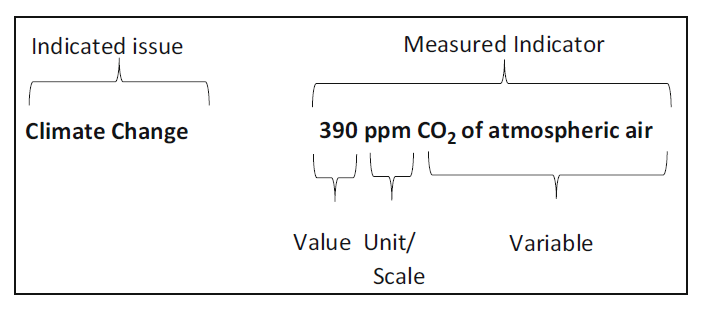 Indicated issue Measured Indicator
Climate Change 390 ppm CO₂ of atmospheric air
Value Unit/ Variable
Scale